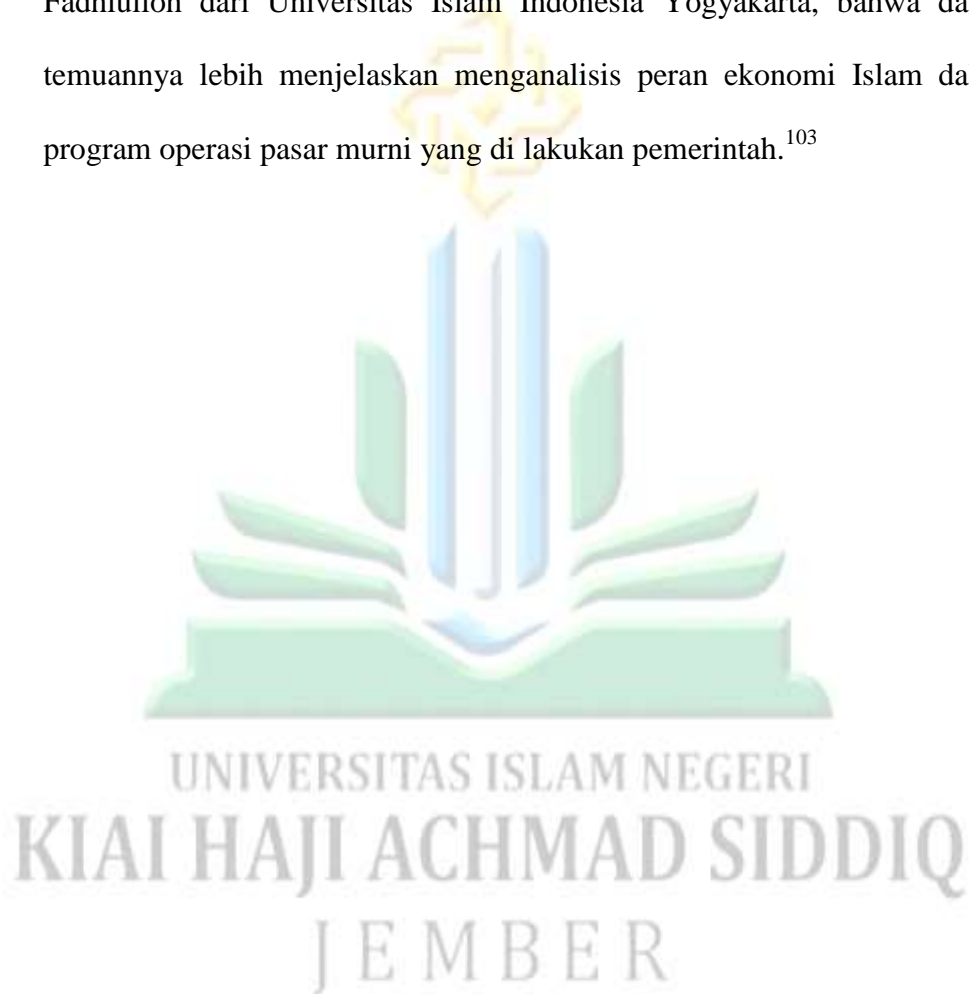 dari Universitas Islam Indonesia Yogyakarta, bahwa
temuannya lebih menjelaskan menganalisis peran ekonomi Islam
program operasi pasar murni yang di lakukan pemerintah.103
UNIVERSITAS ISLAM NEGERI
KIAI HAJI ACHMAD SIDDIQ
JEMBER